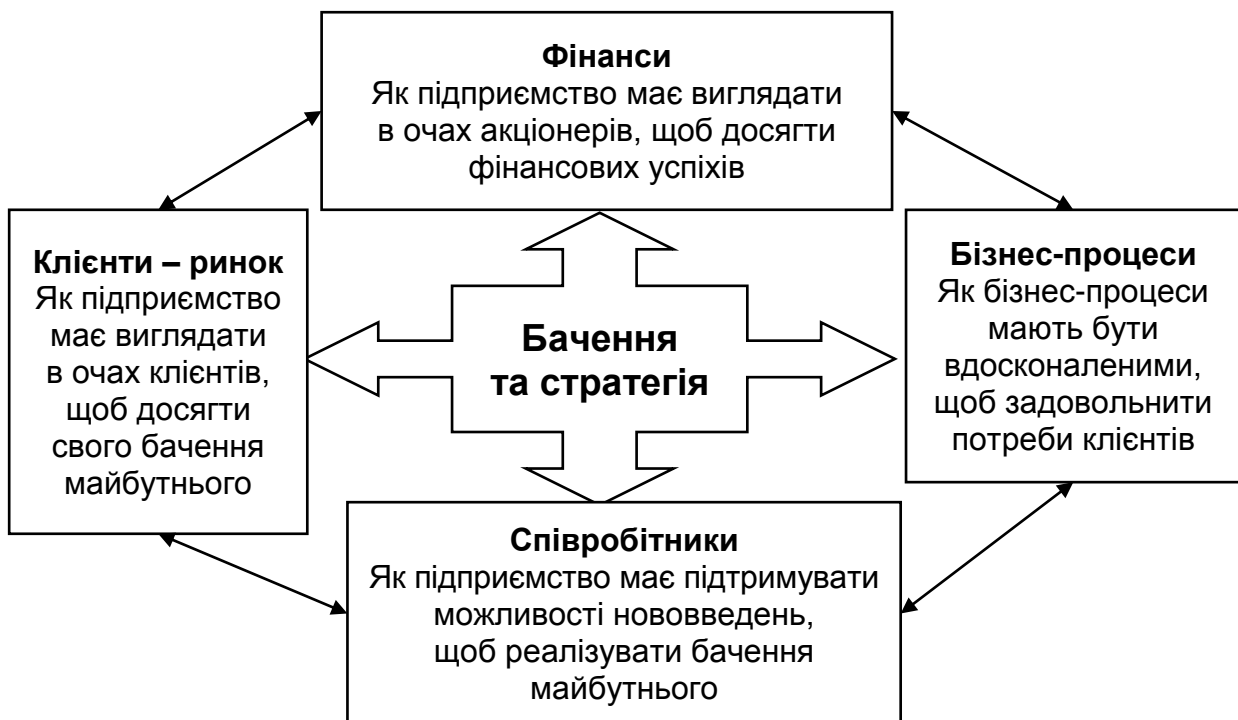 Фінанси
Як підприємство має виглядати
в очах акціонерів, щоб досягти
фінансових успіхів
Клієнти – ринок
Як підприємство
має виглядати
в очах клієнтів,
щоб досягти
свого бачення
майбутнього
Бачення
та стратегія
Бізнес-процеси
Як бізнес-процеси
мають бути
вдосконаленими,
щоб задовольнити
потреби клієнтів
Співробітники
Як підприємство має підтримувати
можливості нововведень,
щоб реалізувати бачення
майбутнього